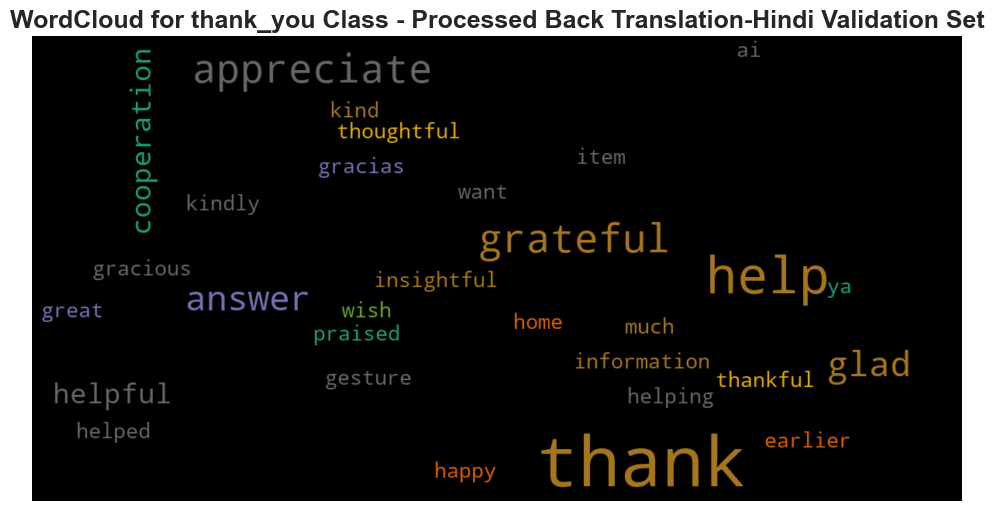 WordCloud for thank_you Class - Processed Back Translation-Hindi Validation Set
ai
cooperation
appreciate
kind
thoughtful
gracias
item
want
kindly
grateful
gracious
help
insightful
ya
answer
great
wish
home
much
praised
information
glad
gesture
thankful
helpful
helping
helped
thank
earlier
happy